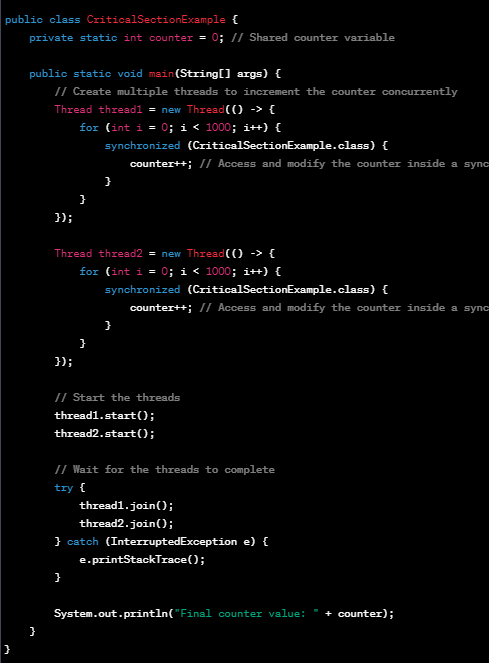 public class CriticalSectionExample {
    private static int counter = 0; // Shared counter variable

    public static void main(String[] args) {
        // Create multiple threads to increment the counter concurrently
        Thread thread1 = new Thread(() -> {
            for (int i = 0; i < 1000; i++) {
                synchronized (CriticalSectionExample.class) {
                    counter++; // Access and modify the counter inside a sync
                }
            }
        });

        Thread thread2 = new Thread(() -> {
            for (int i = 0; i < 1000; i++) {
                synchronized (CriticalSectionExample.class) {
                    counter++; // Access and modify the counter inside a sync
                }
            }
        });

        // Start the threads
        thread1.start();
        thread2.start();

        // Wait for the threads to complete
        try {
            thread1.join();
            thread2.join();
        } catch (InterruptedException e) {
            e.printStackTrace();
        }

        System.out.println("Final counter value: " + counter);
    }
}